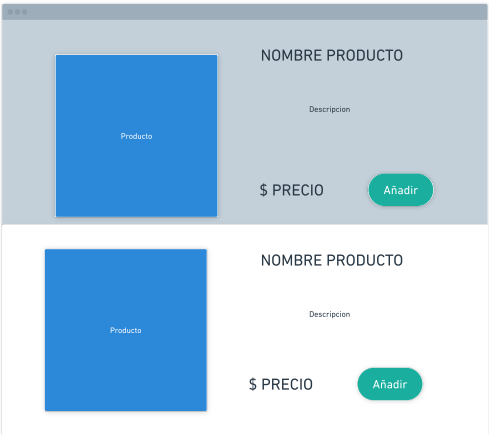 NOMBRE PRODUCTO
Descripcion
Producto
$ PRECIO
Añadir
NOMBRE PRODUCTO
Descripcion
Producto
$ PRECIO
Añadir